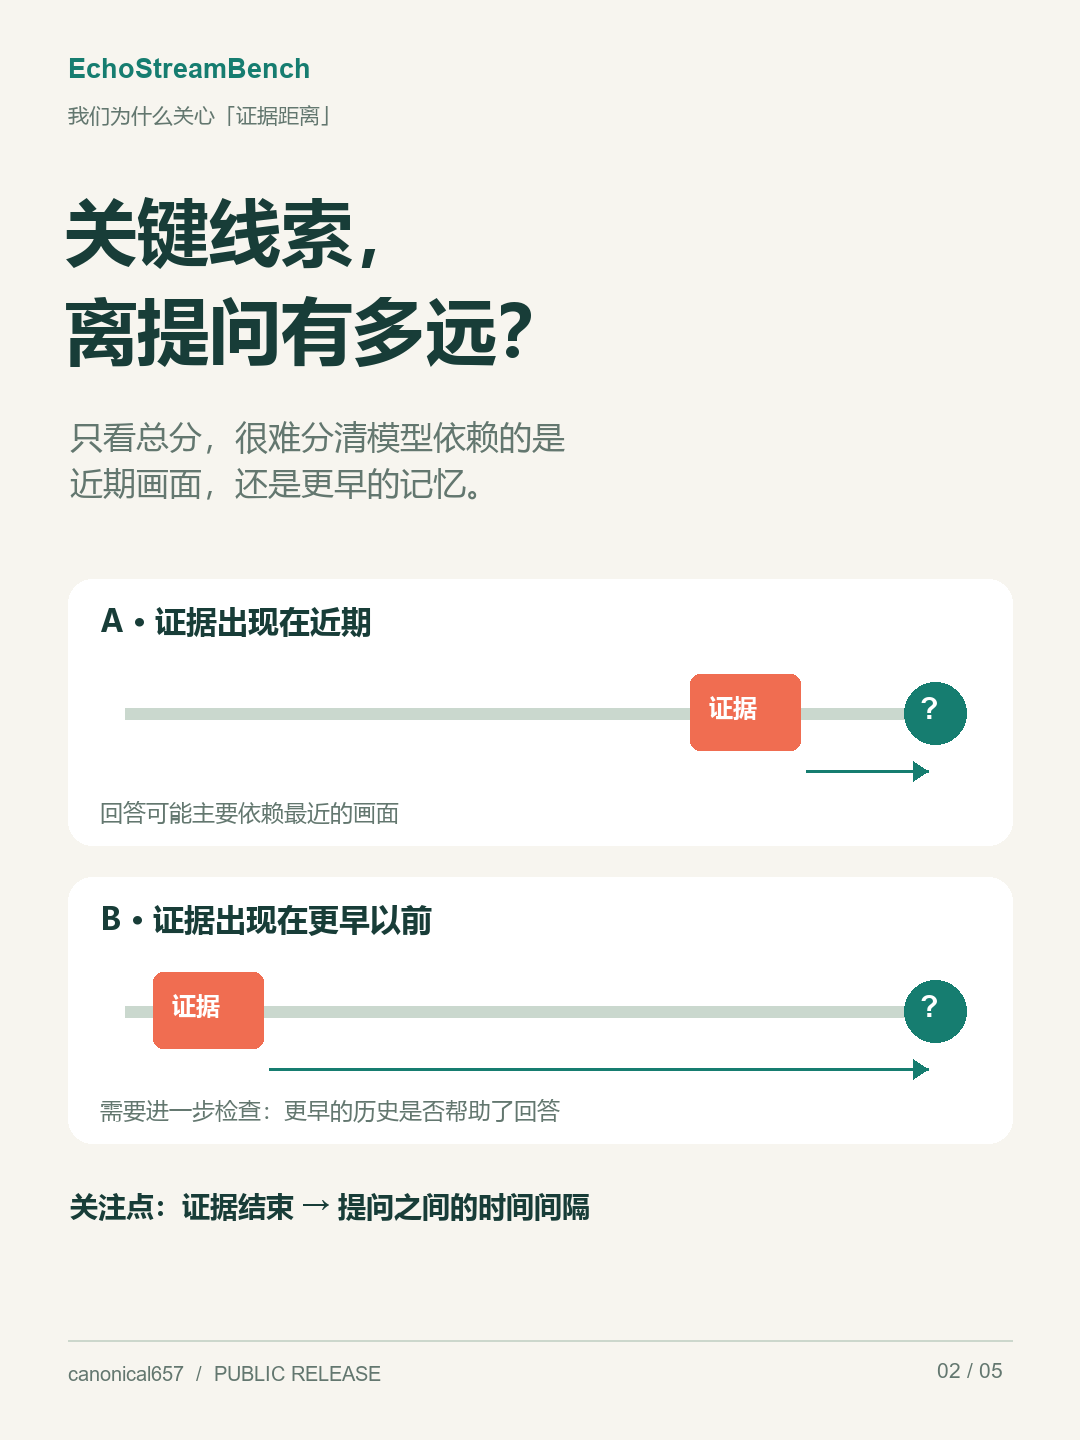 EchoStreamBench
我们为什么关心「证据距离」
关键线索，
离提问有多远？
只看总分，很难分清模型依赖的是
近期画面，还是更早的记忆。
A • 证据出现在近期
证据
?
回答可能主要依赖最近的画面
B • 证据出现在更早以前
证据
?
需要进一步检查：更早的历史是否帮助了回答
关注点：证据结束 → 提问之间的时间间隔
canonical657 / PUBLIC RELEASE
02 / 05